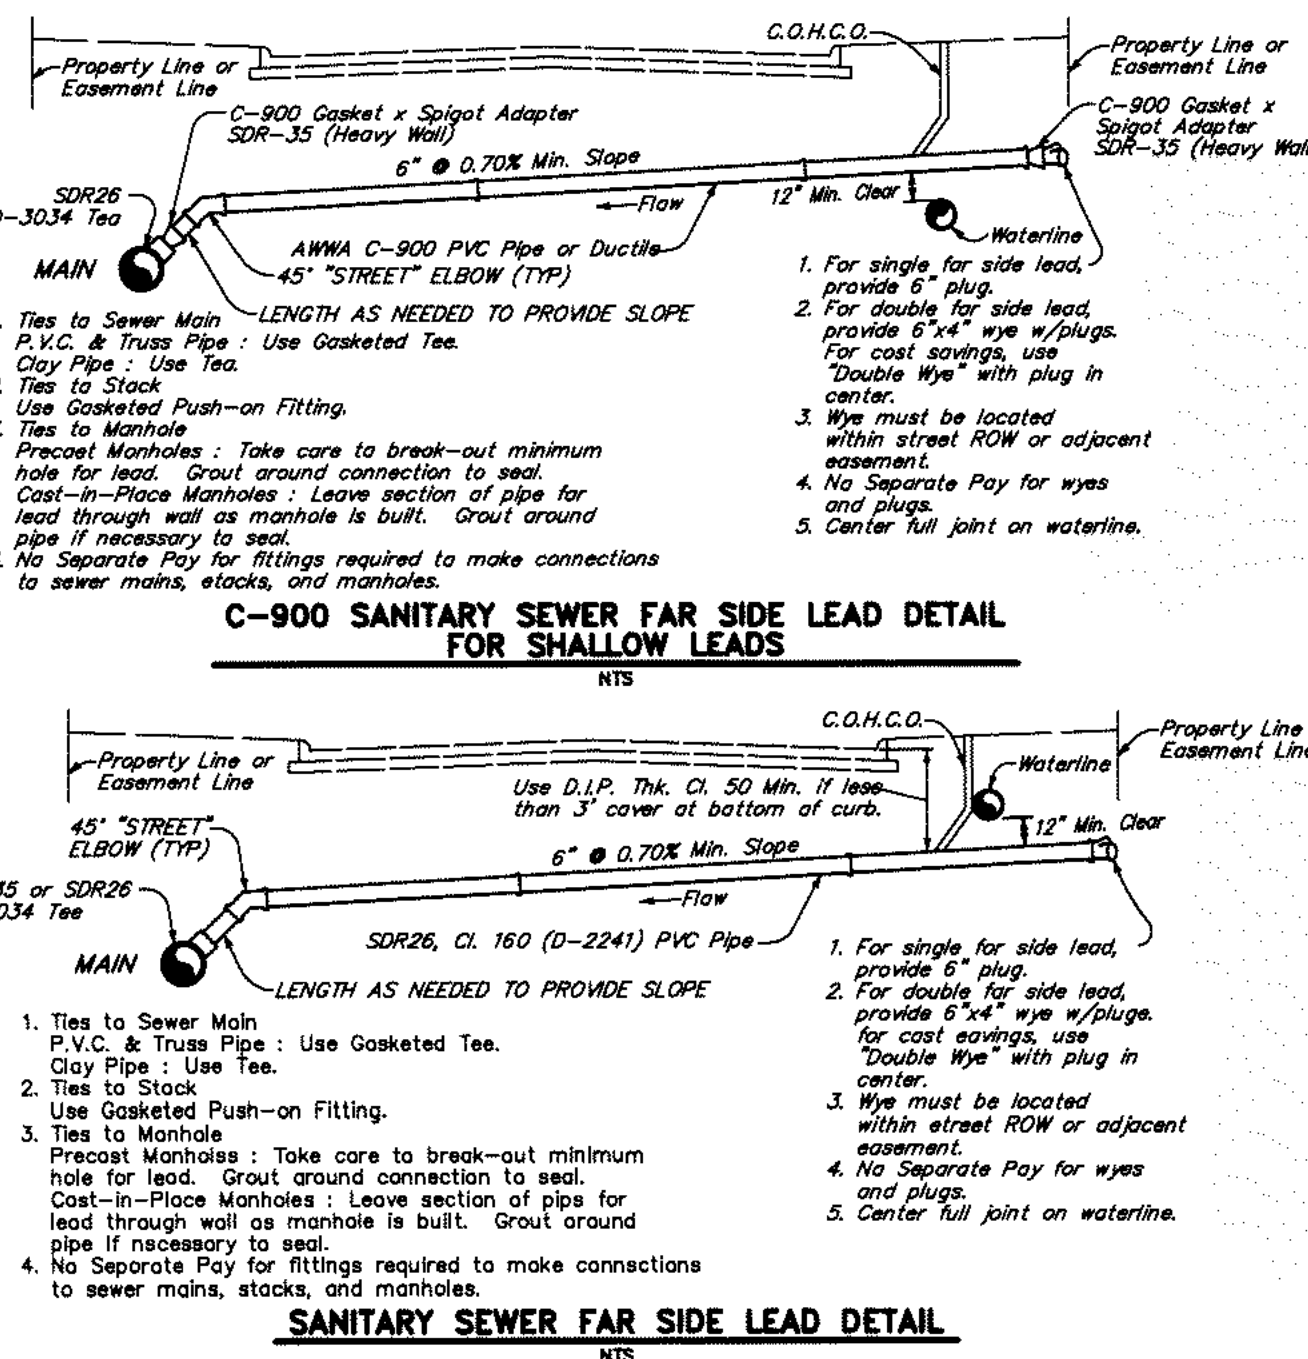 C.O.H.C.O.
Property Line or
Easement Line
Property Line or
Easement Line
C-900 Gasket x Spigot Adapter
SDR-35 (Heavy Wall)
C-900 Gasket x
Spigot Adapter
SDR-35 (Heavy Wall
6" @ 0.70% Min. Slope
SDR26
D-3034 Tee
12" Min. Clear
Flow
Waterline
AWWA C-900 PVC Pipe or Ductile
MAIN
45° "STREET" ELBOW (TYP)
LENGTH AS NEEDED TO PROVIDE SLOPE
Ties to Sewer Main
P.V.C. & Truss Pipe : Use Gasketed Tee.
Clay Pipe : Use Tee.
Ties to Stack
Use Gasketed Push-on Fitting.
Ties to Manhole
Precast Manholes : Take care to break-out minimum
hole for lead. Grout around connection to seal.
Cast-in-Place Manholes : Leave section of pipe for
lead through wall as manhole is built. Grout around
pipe if necessary to seal.
No Separate Pay for fittings required to make connections
to sewer mains, stacks, and manholes.
1. For single far side lead,
provide 6" plug.
2. For double far side lead,
provide 6"x4" wye w/plugs.
For cost savings, use
"Double Wye" with plug in
center.
3. Wye must be located
within street ROW or adjacent
easement.
4. No Separate Pay for wyes
and plugs.
5. Center full joint on waterline.
C-900 SANITARY SEWER FAR SIDE LEAD DETAIL
FOR SHALLOW LEADS
NTS
C.O.H.C.O.
Property Line or
Easement Line
Property Line
Easement Line
Waterline
Use D.I.P. Thk. Cl. 50 Min. if less
than 3' cover at bottom of curb.
45° "STREET"
ELBOW (TYP)
12" Min. Clear
6" @ 0.70% Min. Slope
35 or SDR26
3034 Tee
Flow
SDR26, Cl. 160 (D-2241) PVC Pipe
MAIN
LENGTH AS NEEDED TO PROVIDE SLOPE
1. Ties to Sewer Main
P.V.C. & Truss Pipe : Use Gasketed Tee.
Clay Pipe : Use Tee.
2. Ties to Stack
Use Gasketed Push-on Fitting.
3. Ties to Manhole
Precast Manholes : Take care to break-out minimum
hole for lead. Grout around connection to seal.
Cast-in-Place Manholes : Leave section of pipe for
lead through wall as manhole is built. Grout around
pipe if necessary to seal.
4. No Separate Pay for fittings required to make connections
to sewer mains, stacks, and manholes.
1. For single far side lead,
provide 6" plug.
2. For double far side lead,
provide 6"x4" wye w/plugs.
for cost savings, use
"Double Wye" with plug in
center.
3. Wye must be located
within street ROW or adjacent
easement.
4. No Separate Pay for wyes
and plugs.
5. Center full joint on waterline.
SANITARY SEWER FAR SIDE LEAD DETAIL
NTS